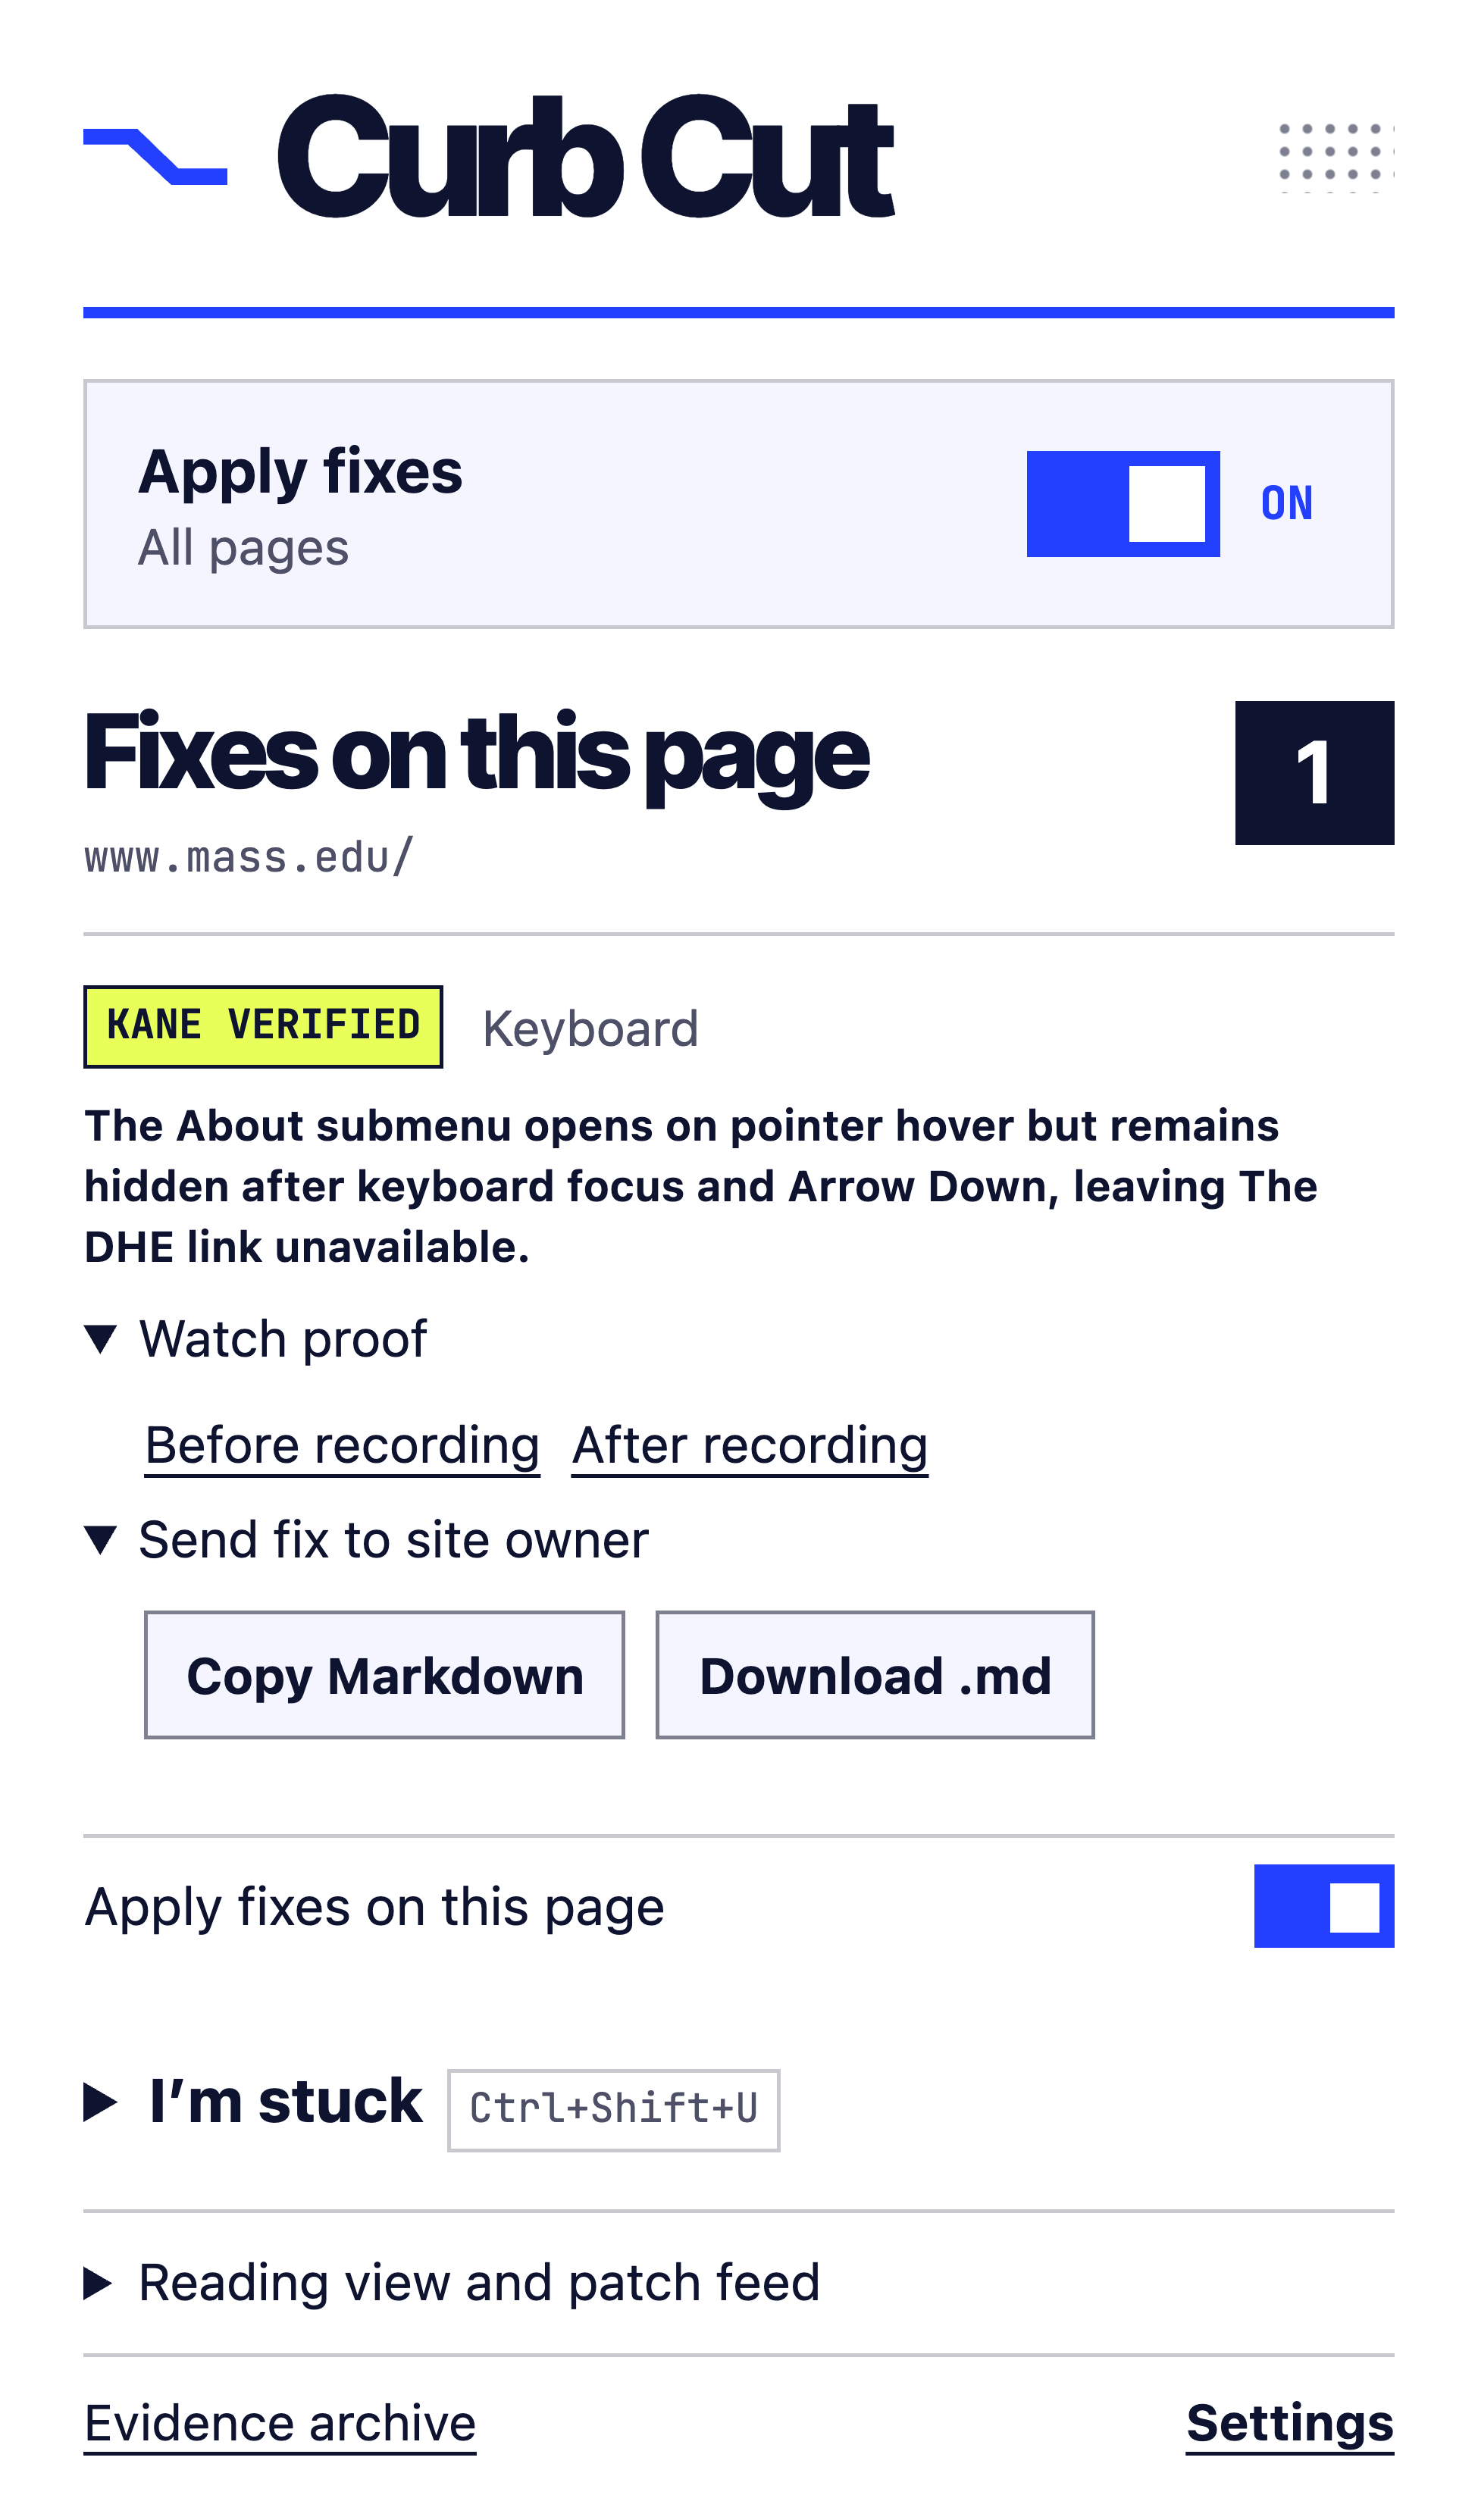 Curb Cut
Apply fixes
All pages
ON
Fixes on this page
1
www.mass.edu/
KANE VERIFIED Keyboard
The About submenu opens on pointer hover but remains
hidden after keyboard focus and Arrow Down, leaving The
DHE link unavailable.
Watch proof
Before recording After recording
Send fix to site owner
Copy Markdown Download .md
Apply fixes on this page
I’m stuck Ctrl+Shift+U
Reading view and patch feed
Evidence archive Settings